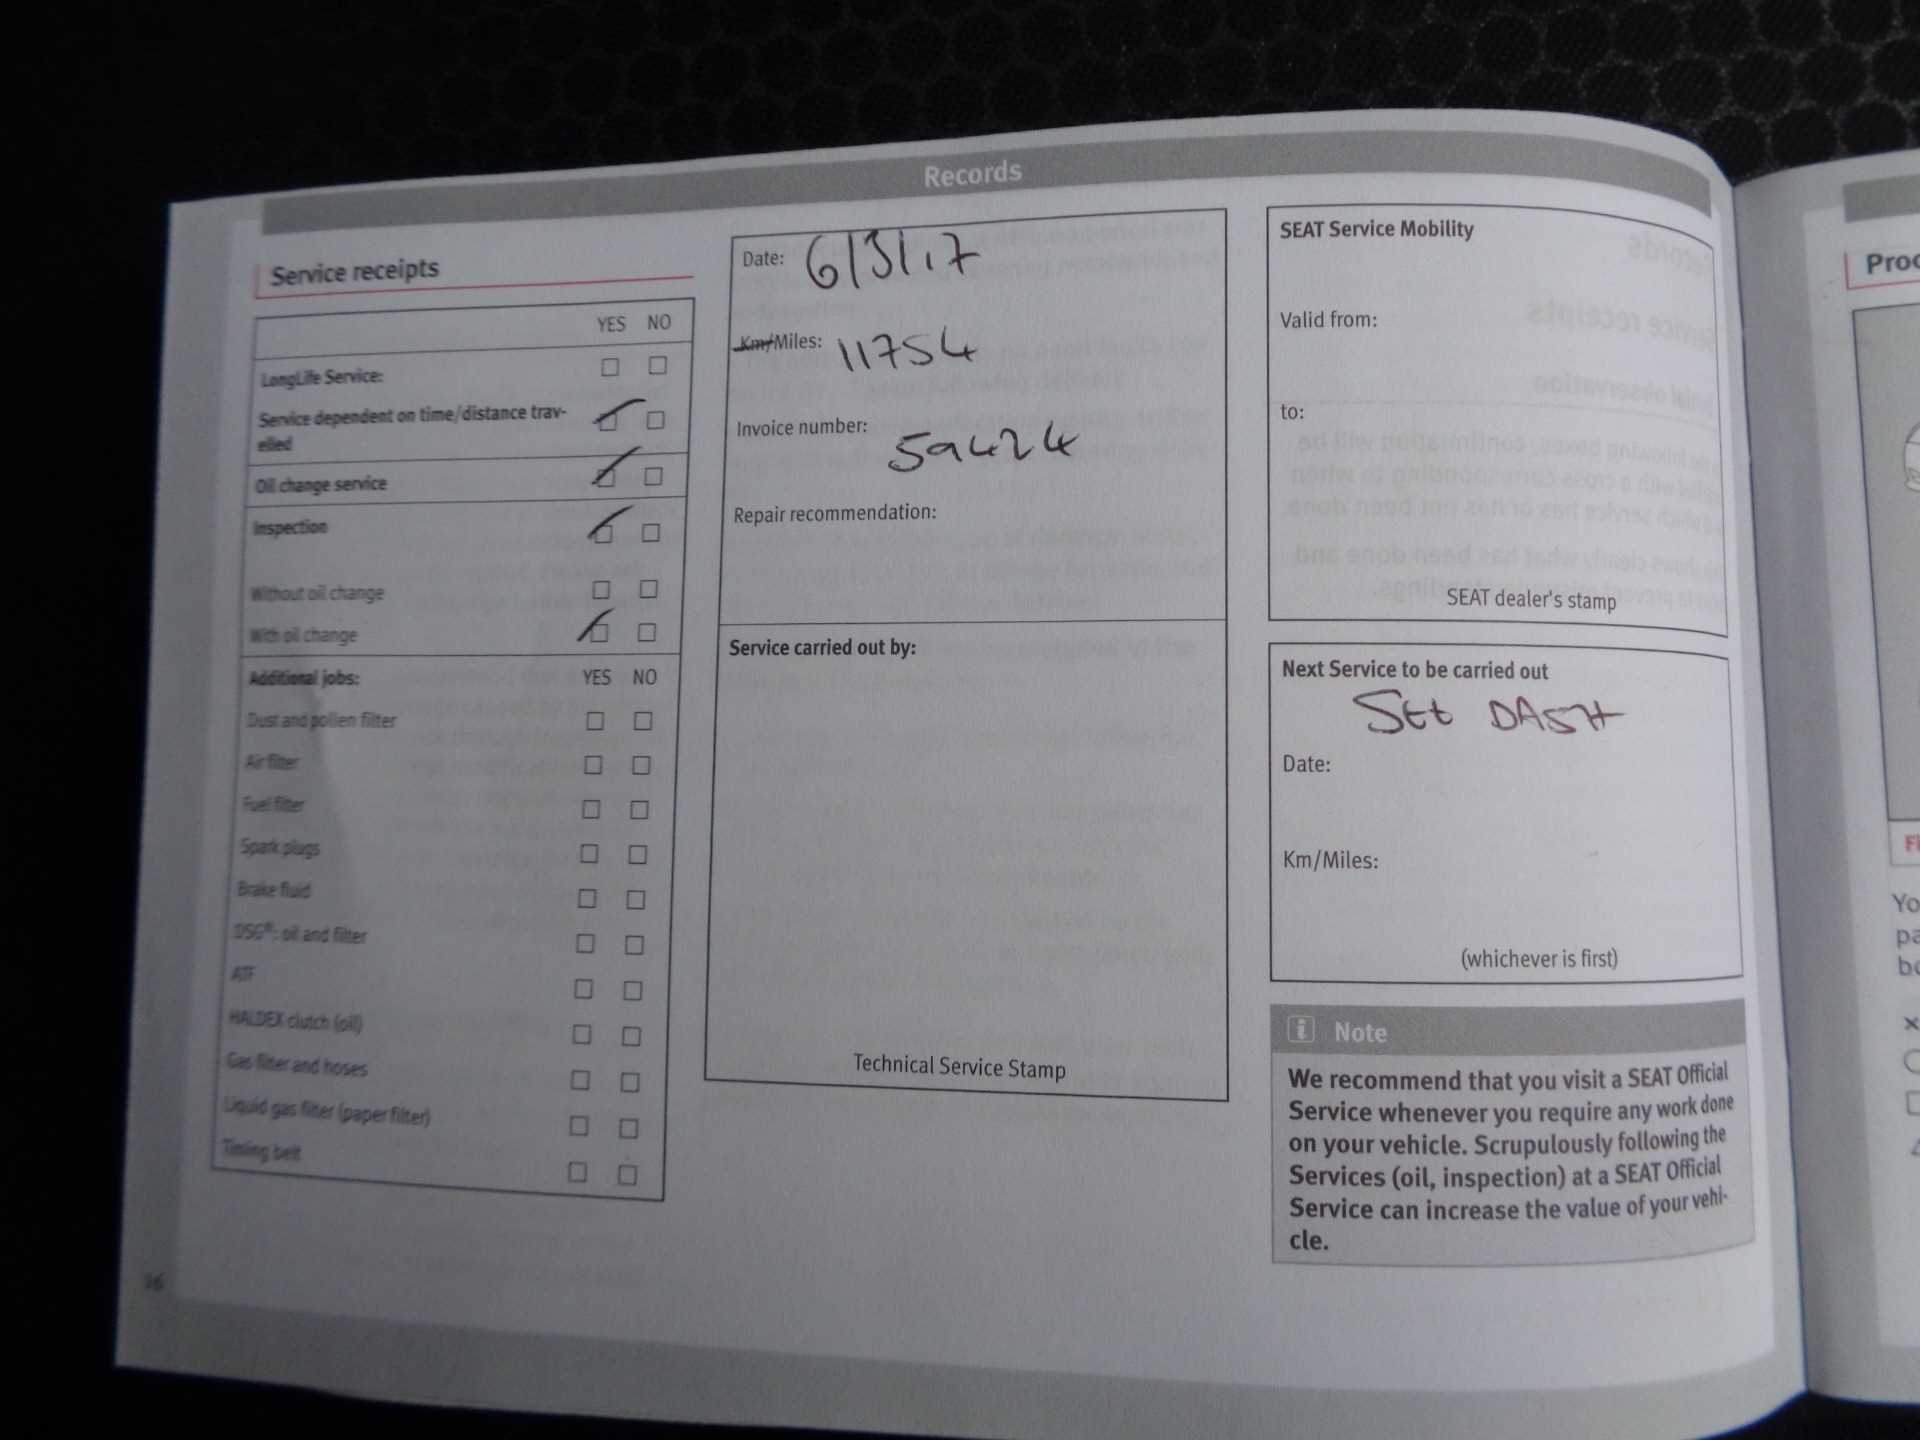 Records
Service receipts
YES NO
LongLife Service:
Service dependent on time/distance trav-
elled
Oil change service
Inspection
Without oil change
With oil change
Additional jobs: YES NO
Dust and pollen filter
Air filter
Fuel filter
Spark plugs
Brake fluid
DSG®: oil and filter
ATF
HALDEX clutch (oil)
Gas filter and hoses
Liquid gas filter (paper filter)
Timing belt
16
Date: 6/3/17
Km/Miles: 11754
Invoice number: 59424
Repair recommendation:
Service carried out by:
Technical Service Stamp
SEAT Service Mobility
Valid from:
to:
SEAT dealer's stamp
Next Service to be carried out
SEE DASH
Date:
Km/Miles:
(whichever is first)
i Note
We recommend that you visit a SEAT Official
Service whenever you require any work done
on your vehicle. Scrupulously following the
Services (oil, inspection) at a SEAT Official
Service can increase the value of your vehi-
cle.